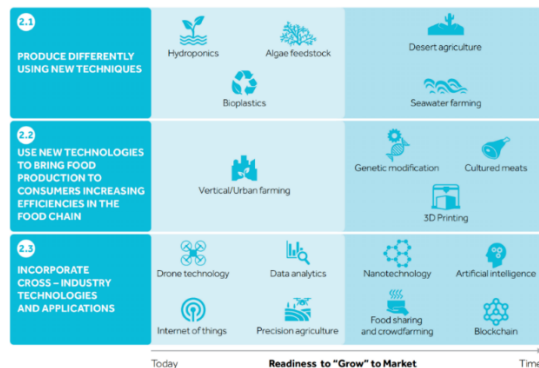 2.1
PRODUCE DIFFERENTLY
USING NEW TECHNIQUES
Hydroponics
Algae feedstock
Bioplastics
Desert agriculture
Seawater farming
2.2
USE NEW TECHNOLOGIES
TO BRING FOOD
PRODUCTION TO
CONSUMERS INCREASING
EFFICIENCIES IN THE
FOOD CHAIN
Vertical/Urban farming
Genetic modification
Cultured meats
3D Printing
2.3
INCORPORATE
CROSS – INDUSTRY
TECHNOLOGIES
AND APPLICATIONS
Drone technology
Data analytics
Nanotechnology
Artificial intelligence
Internet of things
Precision agriculture
Food sharing
and crowdfarming
Blockchain
Today
Readiness to "Grow" to Market
Time